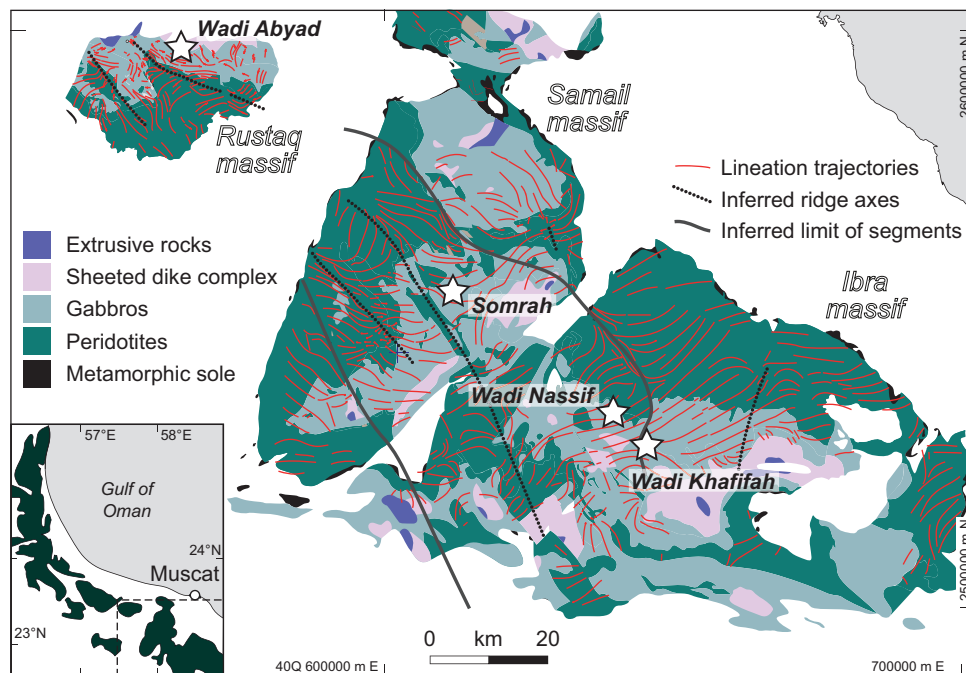 Wadi Abyad
Rustaq
massif
Samail
massif
2600000 m N
Lineation trajectories
Inferred ridge axes
Inferred limit of segments
Extrusive rocks
Sheeted dike complex
Gabbros
Peridotites
Metamorphic sole
Somrah
Ibra
massif
Wadi Nassif
Wadi Khafifah
57°E
58°E
Gulf of
Oman
24°N
Muscat
23°N
0 km 20
2500000 m N
40Q 600000 m E
700000 m E